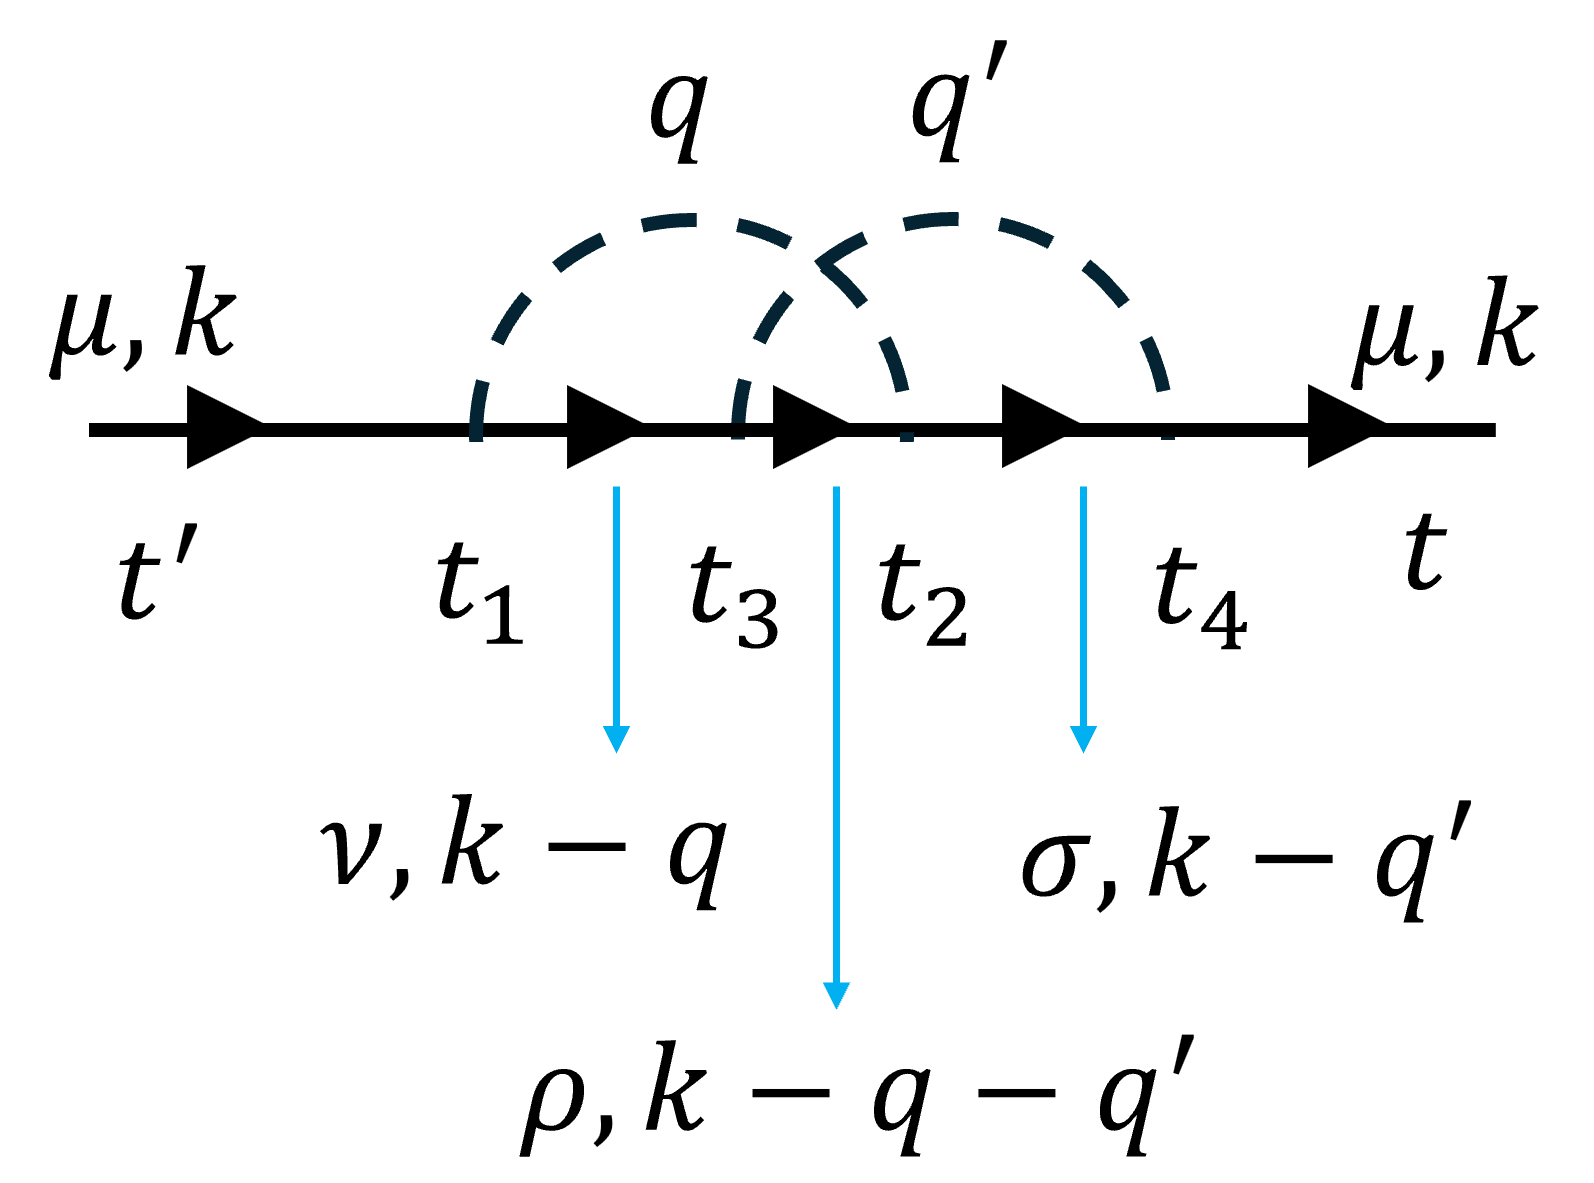 q q′
μ, k μ, k
t′ t₁ t₃ t₂ t₄ t
ν, k − q σ, k − q′
ρ, k − q − q′